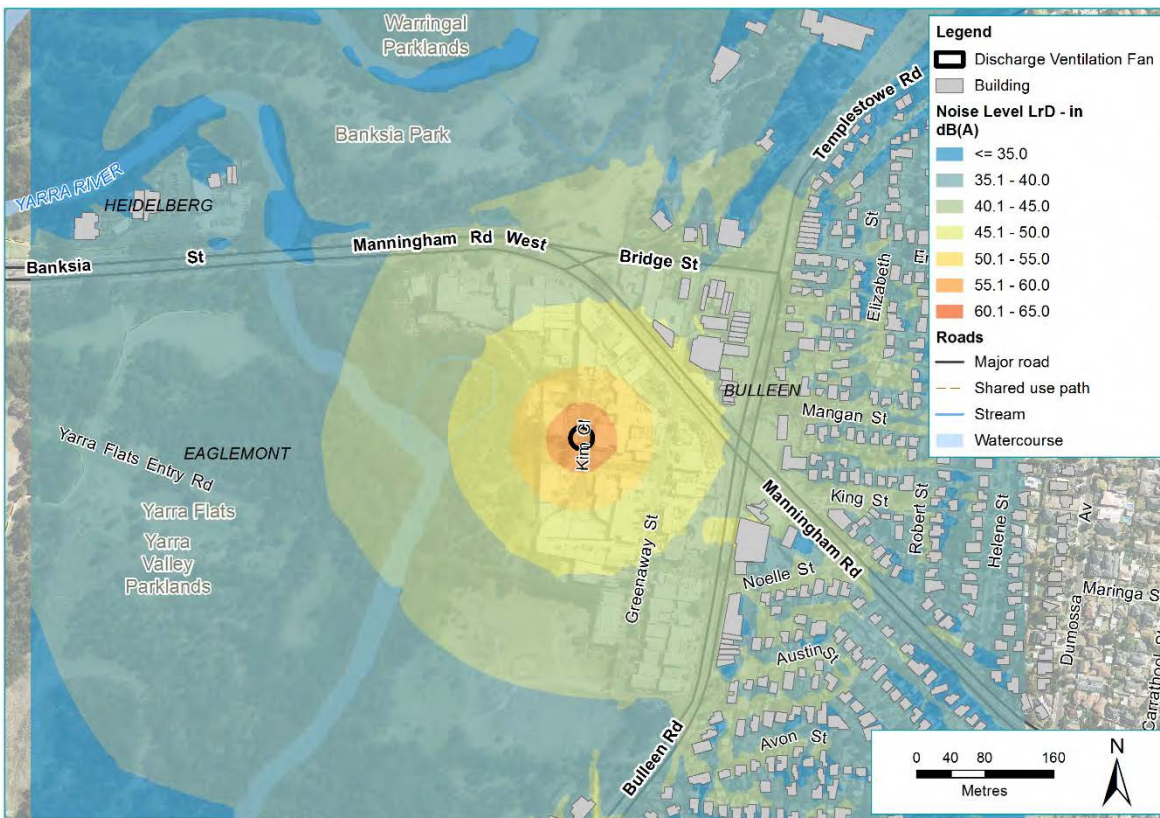 Warringal
Parklands
Banksia Park
YARRA RIVER
HEIDELBERG
Banksia St
Manningham Rd West
Bridge St
Templestowe Rd
Elizabeth St
BULLEEN
Mangan St
Kim Cl
Yarra Flats Entry Rd
EAGLEMONT
Yarra Flats
Yarra
Valley
Parklands
Greenaway St
Manningham Rd
King St
Robert St
Helene St
Noelle St
Austin St
Avon St
Bulleen Rd
Av
Maringa S
Dumossa
Legend
Discharge Ventilation Fan
Building
Noise Level LrD - in
dB(A)
<= 35.0
35.1 - 40.0
40.1 - 45.0
45.1 - 50.0
50.1 - 55.0
55.1 - 60.0
60.1 - 65.0
Roads
Major road
Shared use path
Stream
Watercourse
0 40 80 160
Metres
N